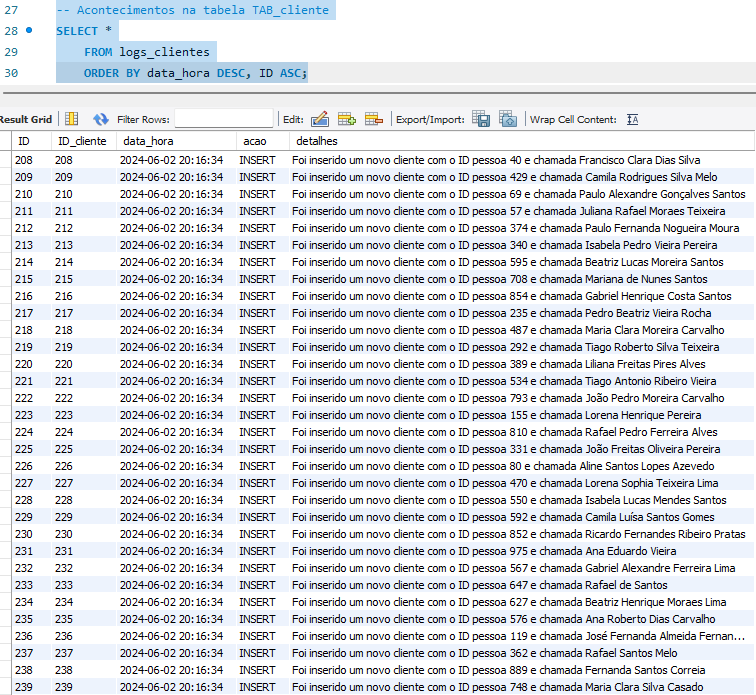 27 -- Acontecimentos na tabela TAB_cliente
28 SELECT *
29 FROM logs_clientes
30 ORDER BY data_hora DESC, ID ASC;
Result Grid Filter Rows: Edit: Export/Import: Wrap Cell Content: IA
ID ID_cliente data_hora acao detalhes
208 208 2024-06-02 20:16:34 INSERT Foi inserido um novo cliente com o ID pessoa 40 e chamada Francisco Clara Dias Silva
209 209 2024-06-02 20:16:34 INSERT Foi inserido um novo cliente com o ID pessoa 429 e chamada Camila Rodrigues Silva Melo
210 210 2024-06-02 20:16:34 INSERT Foi inserido um novo cliente com o ID pessoa 69 e chamada Paulo Alexandre Gonçalves Santos
211 211 2024-06-02 20:16:34 INSERT Foi inserido um novo cliente com o ID pessoa 57 e chamada Juliana Rafael Moraes Teixeira
212 212 2024-06-02 20:16:34 INSERT Foi inserido um novo cliente com o ID pessoa 374 e chamada Paulo Fernanda Nogueira Moura
213 213 2024-06-02 20:16:34 INSERT Foi inserido um novo cliente com o ID pessoa 340 e chamada Isabela Pedro Vieira Pereira
214 214 2024-06-02 20:16:34 INSERT Foi inserido um novo cliente com o ID pessoa 595 e chamada Beatriz Lucas Moreira Santos
215 215 2024-06-02 20:16:34 INSERT Foi inserido um novo cliente com o ID pessoa 708 e chamada Mariana de Nunes Santos
216 216 2024-06-02 20:16:34 INSERT Foi inserido um novo cliente com o ID pessoa 854 e chamada Gabriel Henrique Costa Santos
217 217 2024-06-02 20:16:34 INSERT Foi inserido um novo cliente com o ID pessoa 235 e chamada Pedro Beatriz Vieira Rocha
218 218 2024-06-02 20:16:34 INSERT Foi inserido um novo cliente com o ID pessoa 487 e chamada Maria Clara Moreira Carvalho
219 219 2024-06-02 20:16:34 INSERT Foi inserido um novo cliente com o ID pessoa 292 e chamada Tiago Roberto Silva Teixeira
220 220 2024-06-02 20:16:34 INSERT Foi inserido um novo cliente com o ID pessoa 389 e chamada Liliana Freitas Pires Alves
221 221 2024-06-02 20:16:34 INSERT Foi inserido um novo cliente com o ID pessoa 534 e chamada Tiago Antonio Ribeiro Vieira
222 222 2024-06-02 20:16:34 INSERT Foi inserido um novo cliente com o ID pessoa 793 e chamada João Pedro Moreira Carvalho
223 223 2024-06-02 20:16:34 INSERT Foi inserido um novo cliente com o ID pessoa 155 e chamada Lorena Henrique Pereira
224 224 2024-06-02 20:16:34 INSERT Foi inserido um novo cliente com o ID pessoa 810 e chamada Rafael Pedro Ferreira Alves
225 225 2024-06-02 20:16:34 INSERT Foi inserido um novo cliente com o ID pessoa 331 e chamada João Freitas Oliveira Pereira
226 226 2024-06-02 20:16:34 INSERT Foi inserido um novo cliente com o ID pessoa 80 e chamada Aline Santos Lopes Azevedo
227 227 2024-06-02 20:16:34 INSERT Foi inserido um novo cliente com o ID pessoa 470 e chamada Lorena Sophia Teixeira Lima
228 228 2024-06-02 20:16:34 INSERT Foi inserido um novo cliente com o ID pessoa 550 e chamada Isabela Lucas Mendes Santos
229 229 2024-06-02 20:16:34 INSERT Foi inserido um novo cliente com o ID pessoa 592 e chamada Camila Luísa Santos Gomes
230 230 2024-06-02 20:16:34 INSERT Foi inserido um novo cliente com o ID pessoa 852 e chamada Ricardo Fernandes Ribeiro Pratas
231 231 2024-06-02 20:16:34 INSERT Foi inserido um novo cliente com o ID pessoa 975 e chamada Ana Eduardo Vieira
232 232 2024-06-02 20:16:34 INSERT Foi inserido um novo cliente com o ID pessoa 567 e chamada Gabriel Alexandre Ferreira Lima
233 233 2024-06-02 20:16:34 INSERT Foi inserido um novo cliente com o ID pessoa 647 e chamada Rafael de Santos
234 234 2024-06-02 20:16:34 INSERT Foi inserido um novo cliente com o ID pessoa 627 e chamada Beatriz Henrique Moraes Lima
235 235 2024-06-02 20:16:34 INSERT Foi inserido um novo cliente com o ID pessoa 576 e chamada Ana Roberto Dias Carvalho
236 236 2024-06-02 20:16:34 INSERT Foi inserido um novo cliente com o ID pessoa 119 e chamada José Fernanda Almeida Fernan...
237 237 2024-06-02 20:16:34 INSERT Foi inserido um novo cliente com o ID pessoa 362 e chamada Rafael Santos Melo
238 238 2024-06-02 20:16:34 INSERT Foi inserido um novo cliente com o ID pessoa 889 e chamada Fernanda Santos Correia
239 239 2024-06-02 20:16:34 INSERT Foi inserido um novo cliente com o ID pessoa 748 e chamada Maria Clara Silva Casado